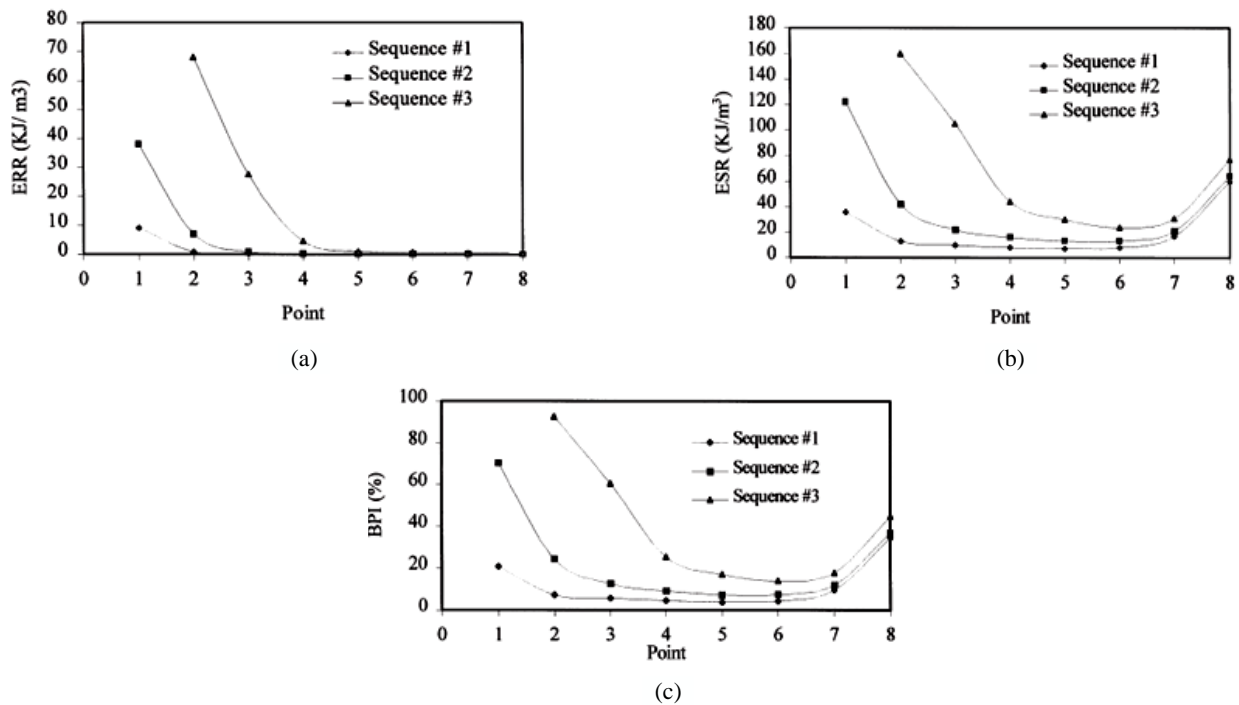 80
70
60
50
40
30
20
10
0
ERR (KJ/ m3)
Sequence #1
Sequence #2
Sequence #3
0 1 2 3 4 5 6 7 8
Point
(a)
180
160
140
120
100
80
60
40
20
0
ESR (KJ/m³)
Sequence #1
Sequence #2
Sequence #3
0 1 2 3 4 5 6 7 8
Point
(b)
100
80
60
40
20
0
BPI (%)
Sequence #1
Sequence #2
Sequence #3
0 1 2 3 4 5 6 7 8
Point
(c)